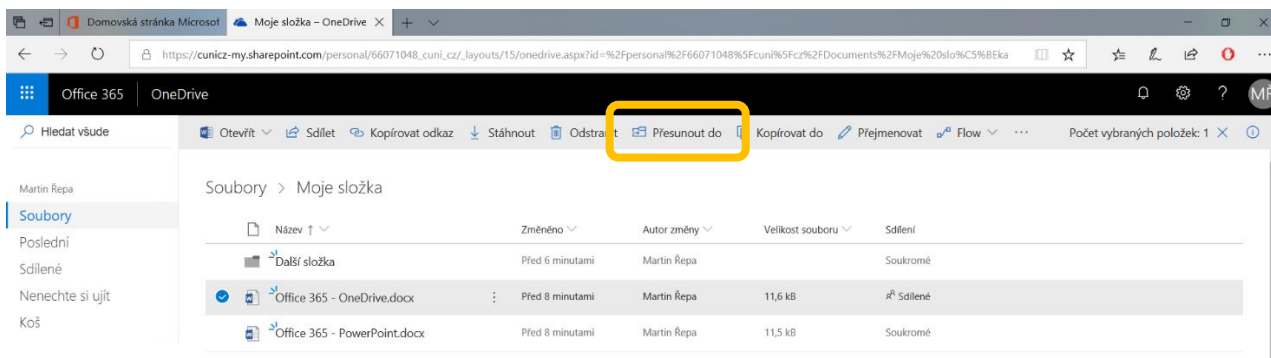 Domovská stránka Microsof
Moje složka – OneDrive
https://cunicz-my.sharepoint.com/personal/66071048_cuni_cz/_layouts/15/onedrive.aspx?id=%2Fpersonal%2F66071048%5Fcuni%5Fcz%2FDocuments%2FMoje%20slo%C5%BEka
Office 365 OneDrive ? MŘ
Hledat všude
Otevřít Sdílet Kopírovat odkaz Stáhnout Odstranit Přesunout do Kopírovat do Přejmenovat Flow ... Počet vybraných položek: 1
Martin Řepa
Soubory
Poslední
Sdílené
Nenechte si ujít
Koš
Soubory > Moje složka
Název ↑ Změněno Autor změny Velikost souboru Sdílení
Další složka Před 6 minutami Martin Řepa Soukromé
Office 365 - OneDrive.docx Před 8 minutami Martin Řepa 11,6 kB Sdílené
Office 365 - PowerPoint.docx Před 8 minutami Martin Řepa 11,5 kB Soukromé